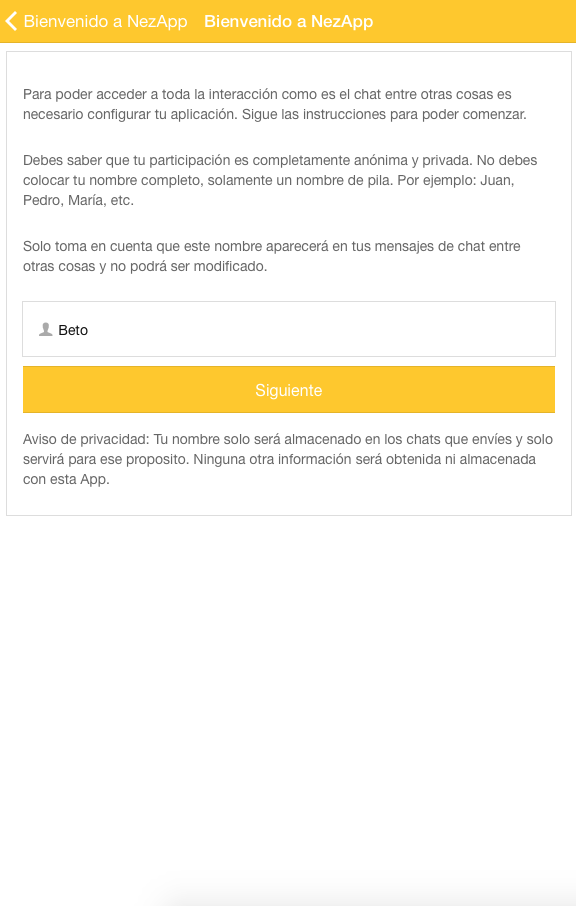 Bienvenido a NezApp Bienvenido a NezApp
Para poder acceder a toda la interacción como es el chat entre otras cosas es
necesario configurar tu aplicación. Sigue las instrucciones para poder comenzar.
Debes saber que tu participación es completamente anónima y privada. No debes
colocar tu nombre completo, solamente un nombre de pila. Por ejemplo: Juan,
Pedro, María, etc.
Solo toma en cuenta que este nombre aparecerá en tus mensajes de chat entre
otras cosas y no podrá ser modificado.
Beto
Siguiente
Aviso de privacidad: Tu nombre solo será almacenado en los chats que envíes y solo
servirá para ese proposito. Ninguna otra información será obtenida ni almacenada
con esta App.